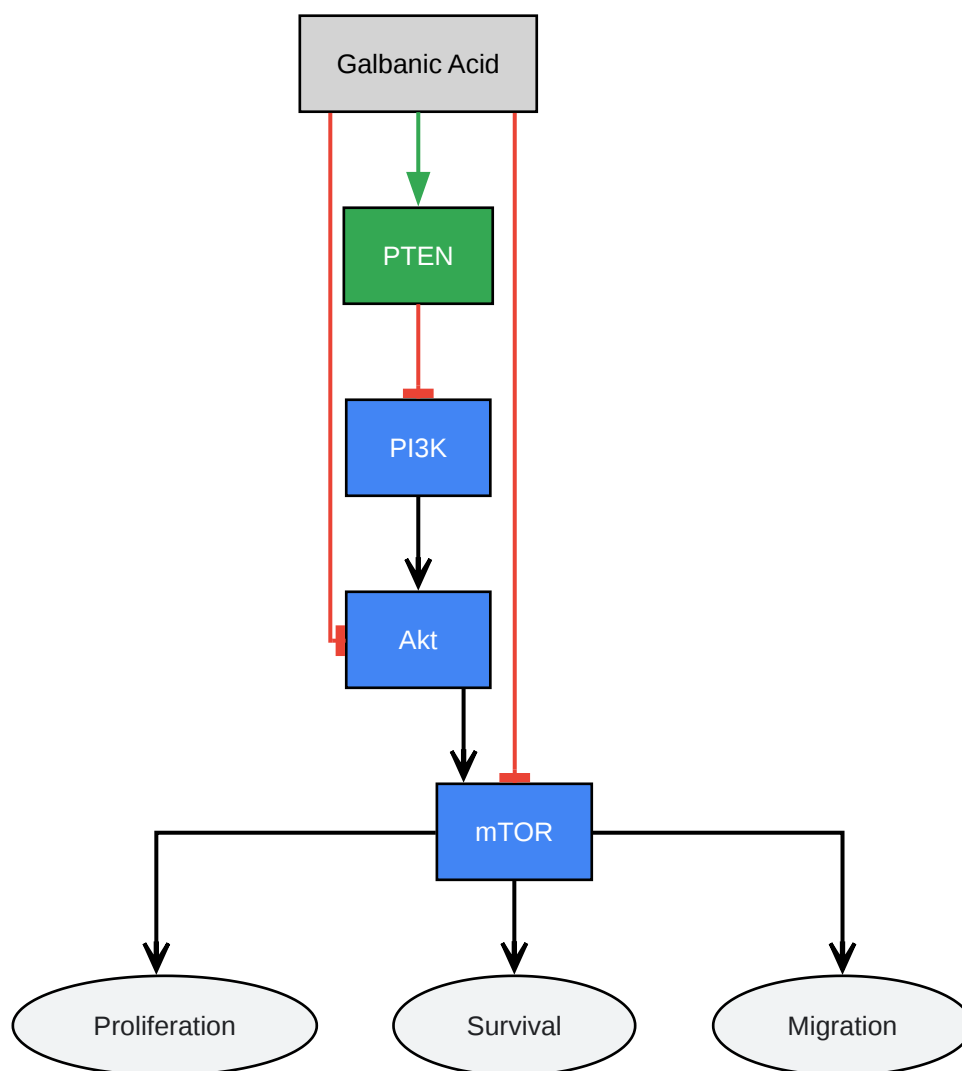 Galbanic Acid
PTEN
PI3K
Akt
mTOR
Proliferation
Survival
Migration